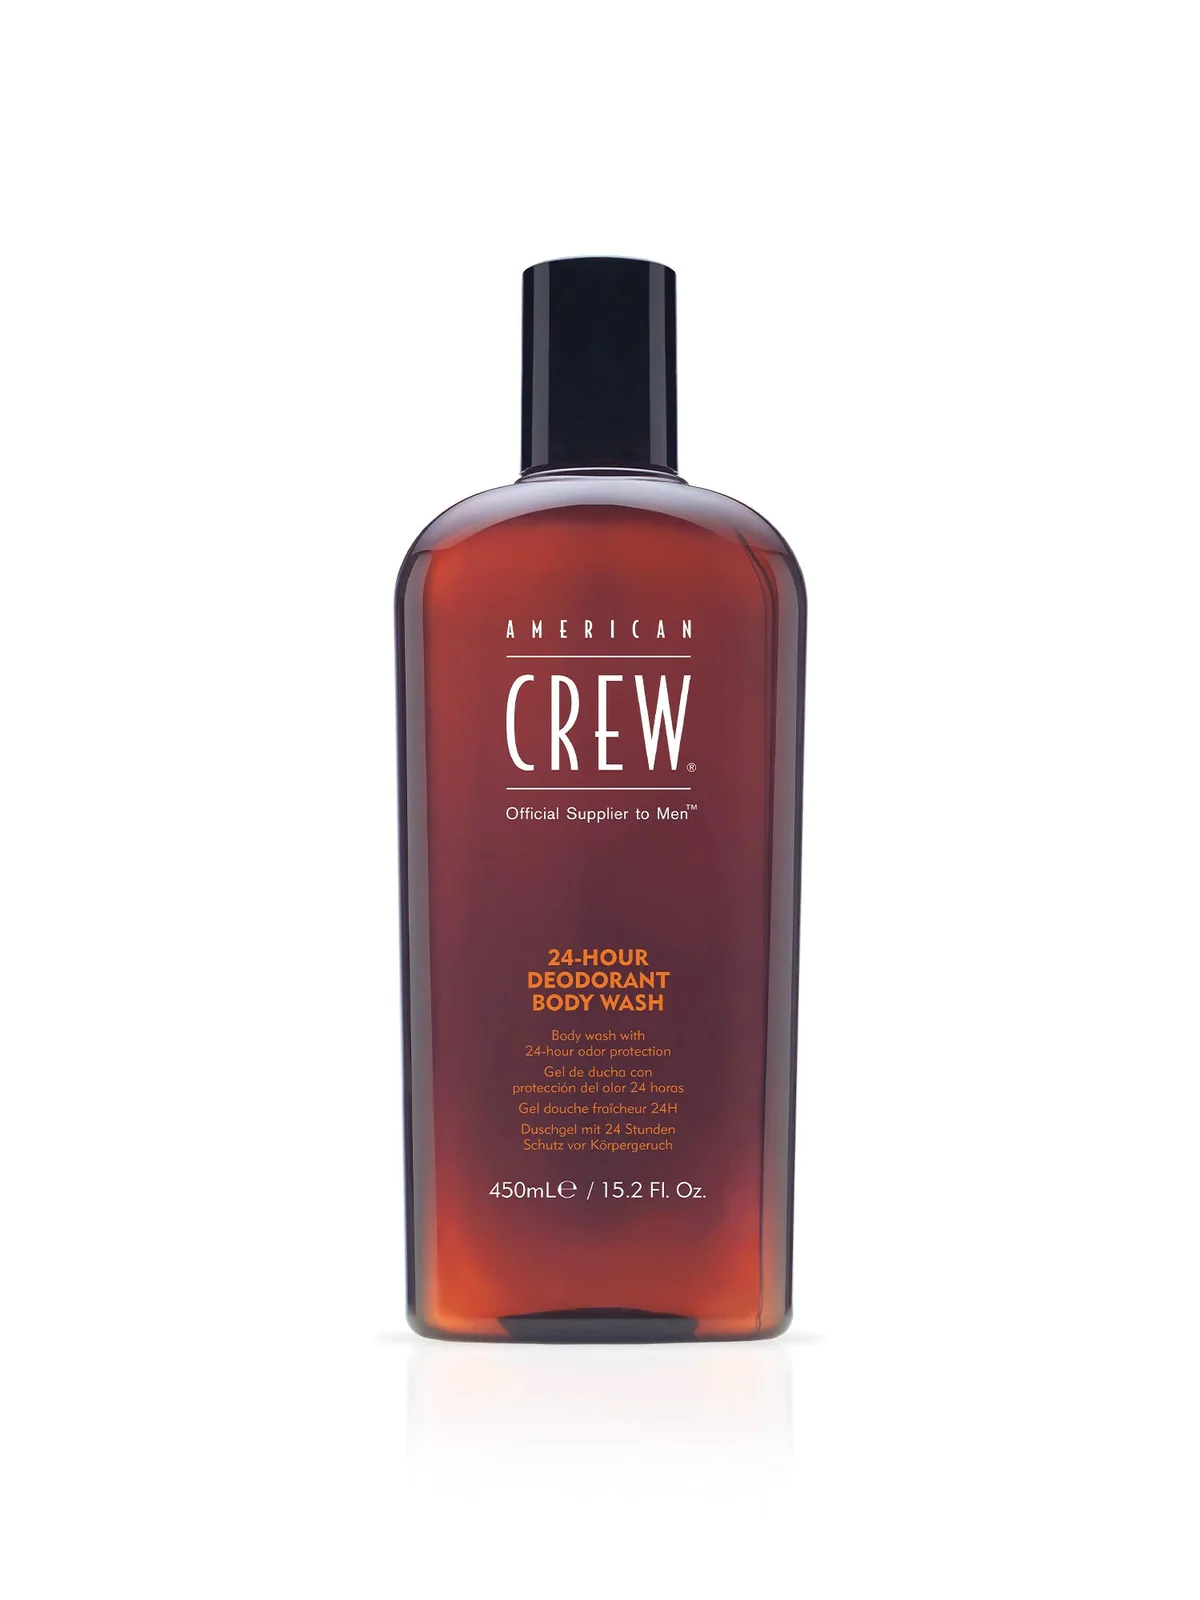 AMERICAN
CREW®
Official Supplier to Men™
24-HOUR
DEODORANT
BODY WASH
Body wash with
24-hour odor protection
Gel de ducha con
protección del olor 24 horas
Gel douche fraîcheur 24H
Duschgel mit 24 Stunden
Schutz vor Körpergeruch
450mL℮ / 15.2 Fl. Oz.